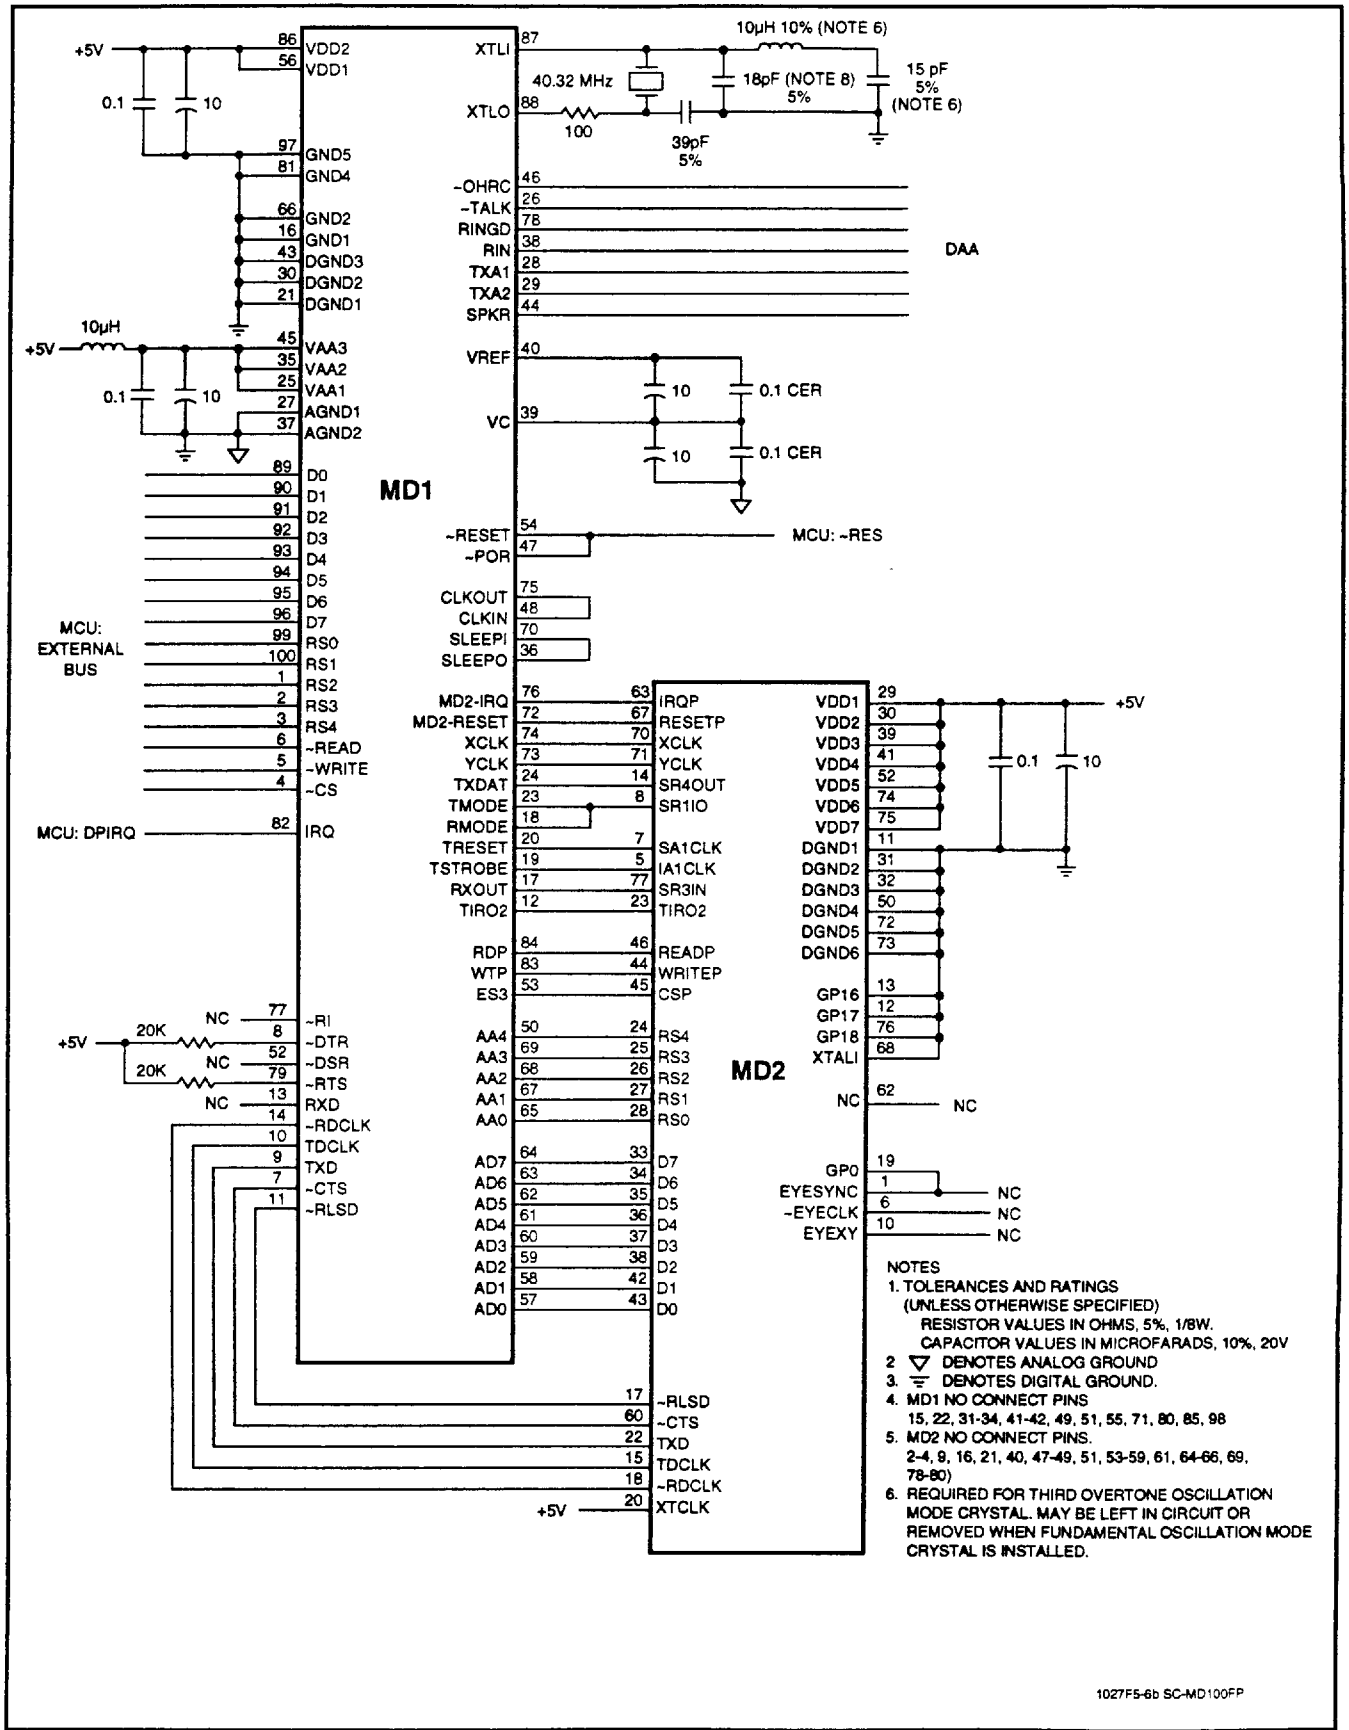 +5V
86 VDD2
56 VDD1
0.1
10
97 GND5
81 GND4
66 GND2
16 GND1
43 DGND3
30 DGND2
21 DGND1
10µH
+5V
45 VAA3
35 VAA2
25 VAA1
0.1
10
27 AGND1
37 AGND2
89 D0
90 D1
91 D2
92 D3
93 D4
94 D5
95 D6
96 D7
99 RS0
100 RS1
1 RS2
2 RS3
3 RS4
6 ~READ
5 ~WRITE
4 ~CS
MCU:
EXTERNAL
BUS
MCU: DPIRQ
82 IRQ
NC 77 ~RI
+5V 20K 8 ~DTR
NC 52 ~DSR
20K 79 ~RTS
NC 13 RXD
14 ~RDCLK
10 TDCLK
9 TXD
7 ~CTS
11 ~RLSD
MD1
XTLI 87
XTLO 88
40.32 MHz
100
39pF
5%
10µH 10% (NOTE 6)
18pF (NOTE 8)
5%
15 pF
5%
(NOTE 6)
~OHRC 46
~TALK 26
RINGD 78
RIN 38
TXA1 28
TXA2 29
SPKR 44
DAA
VREF 40
10
0.1 CER
VC 39
10
0.1 CER
~RESET 54
~POR 47
MCU: ~RES
CLKOUT 75
CLKIN 48
SLEEPI 70
SLEEPO 36
MD2-IRQ 76 63 IRQP
MD2-RESET 72 67 RESETP
XCLK 74 70 XCLK
YCLK 73 71 YCLK
TXDAT 24 14 SR4OUT
TMODE 23 8 SR1IO
RMODE 18
TRESET 20 7 SA1CLK
TSTROBE 19 5 IA1CLK
RXOUT 17 77 SR3IN
TIRO2 12 23 TIRO2
RDP 84 46 READP
WTP 83 44 WRITEP
ES3 53 45 CSP
AA4 50 24 RS4
AA3 69 25 RS3
AA2 68 26 RS2
AA1 67 27 RS1
AA0 65 28 RS0
AD7 64 33 D7
AD6 63 34 D6
AD5 62 35 D5
AD4 61 36 D4
AD3 60 37 D3
AD2 59 38 D2
AD1 58 42 D1
AD0 57 43 D0
17 ~RLSD
60 ~CTS
22 TXD
15 TDCLK
18 ~RDCLK
+5V 20 XTCLK
MD2
VDD1 29
VDD2 30
VDD3 39
VDD4 41
VDD5 52
VDD6 74
VDD7 75
+5V
0.1
10
DGND1 11
DGND2 31
DGND3 32
DGND4 50
DGND5 72
DGND6 73
GP16 13
GP17 12
GP18 76
XTALI 68
NC 62 NC
GP0 19
EYESYNC 1 NC
~EYECLK 6 NC
EYEXY 10 NC
NOTES
1. TOLERANCES AND RATINGS
(UNLESS OTHERWISE SPECIFIED)
RESISTOR VALUES IN OHMS, 5%, 1/8W.
CAPACITOR VALUES IN MICROFARADS, 10%, 20V
2 DENOTES ANALOG GROUND
3. DENOTES DIGITAL GROUND.
4. MD1 NO CONNECT PINS
15, 22, 31-34, 41-42, 49, 51, 55, 71, 80, 85, 98
5. MD2 NO CONNECT PINS.
2-4, 9, 16, 21, 40, 47-49, 51, 53-59, 61, 64-66, 69,
78-80)
6. REQUIRED FOR THIRD OVERTONE OSCILLATION
MODE CRYSTAL. MAY BE LEFT IN CIRCUIT OR
REMOVED WHEN FUNDAMENTAL OSCILLATION MODE
CRYSTAL IS INSTALLED.
1027F5-6b SC-MD100FP